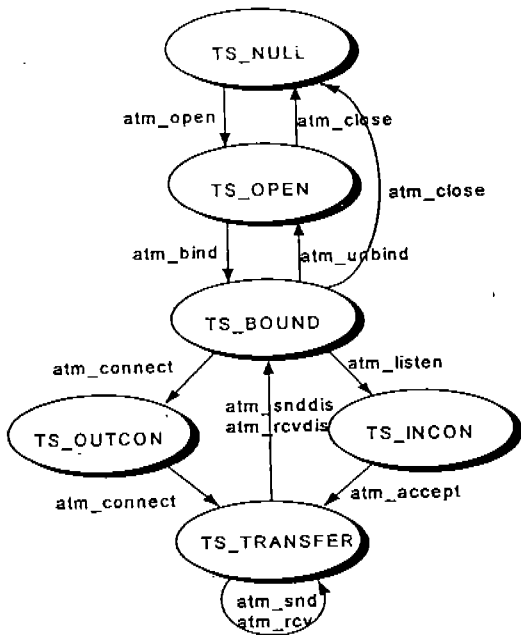 TS_NULL
atm_open
atm_close
TS_OPEN
atm_close
atm_bind
atm_unbind
TS_BOUND
atm_connect
atm_listen
atm_snddis
atm_rcvdis
TS_OUTCON
TS_INCON
atm_connect
atm_accept
TS_TRANSFER
atm_snd
atm_rcv